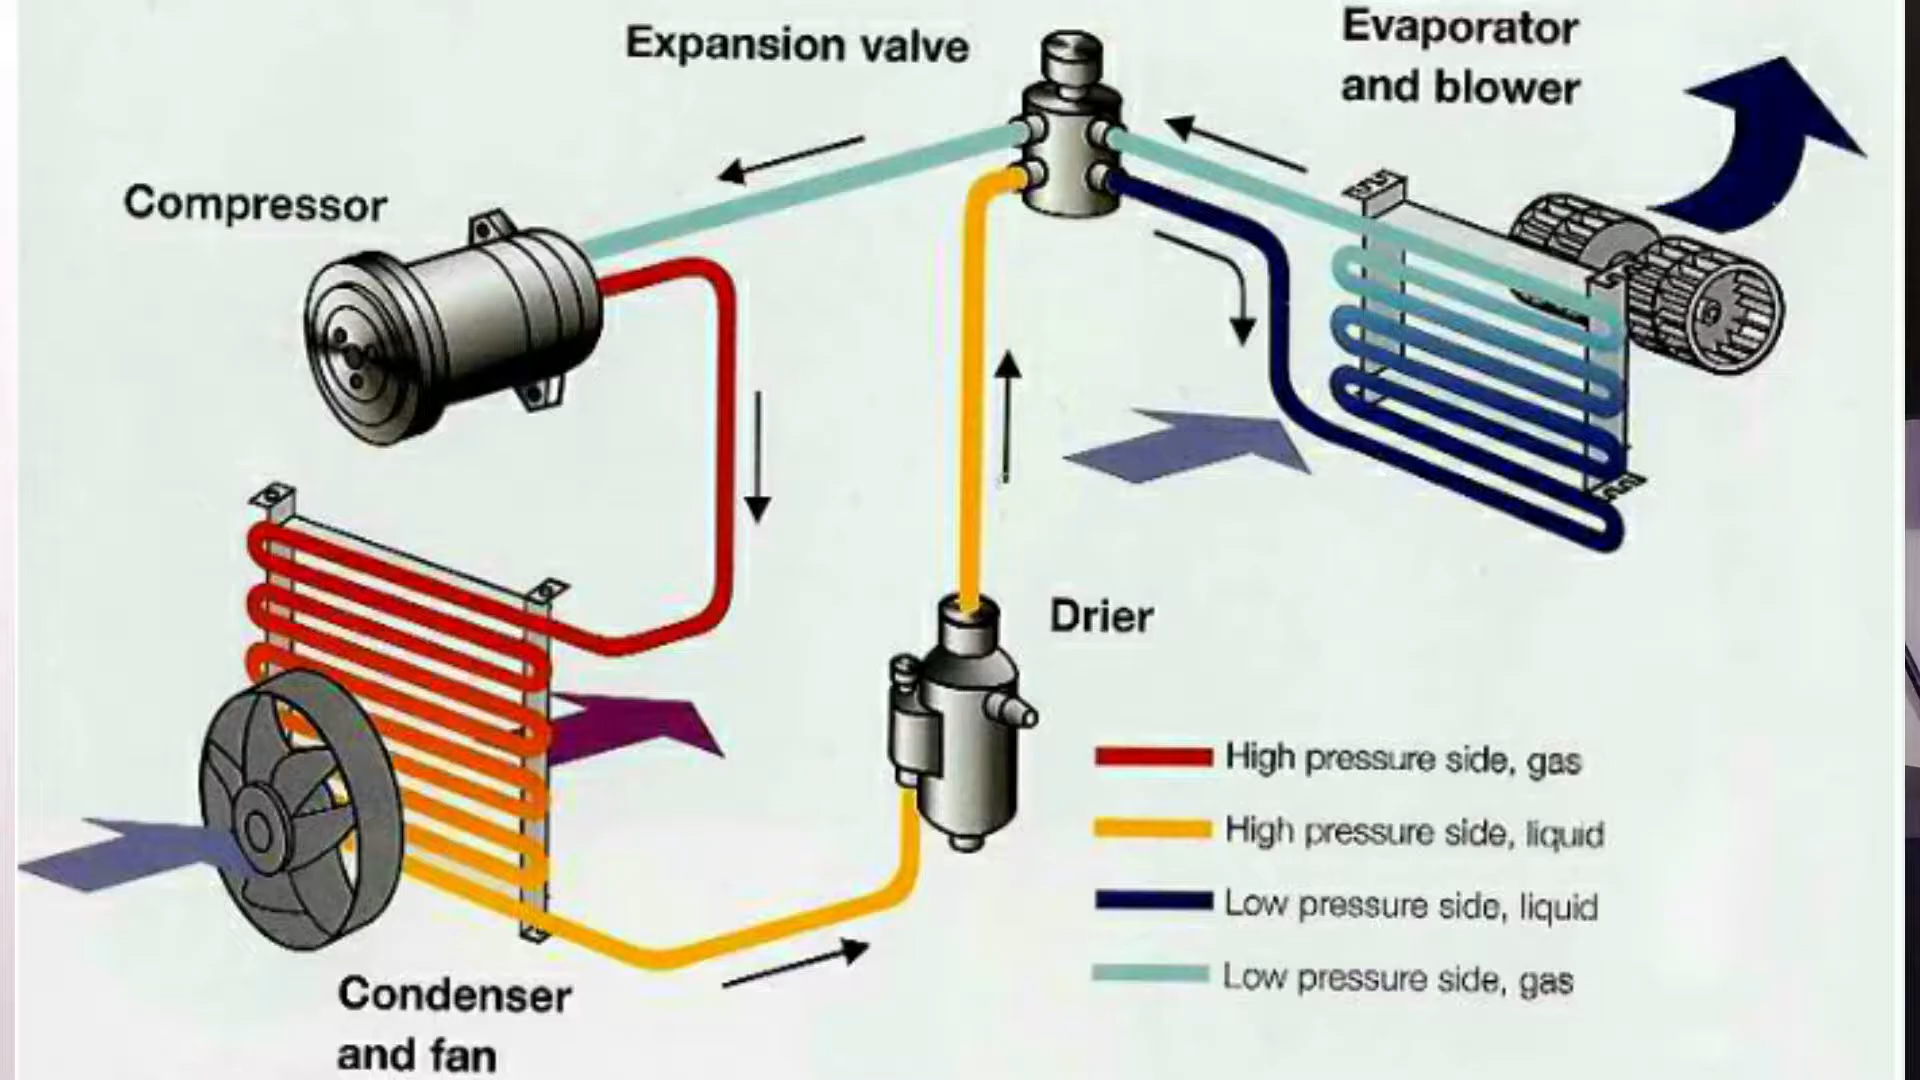 Expansion valve
Evaporator
and blower
Compressor
Drier
High pressure side, gas
High pressure side, liquid
Low pressure side, liquid
Low pressure side, gas
Condenser
and fan